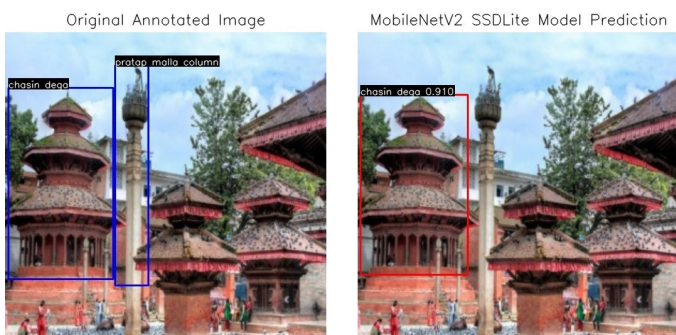 Original Annotated Image
MobileNetV2 SSDLite Model Prediction
pratap malla column
chasin dega
chasin dega 0.910